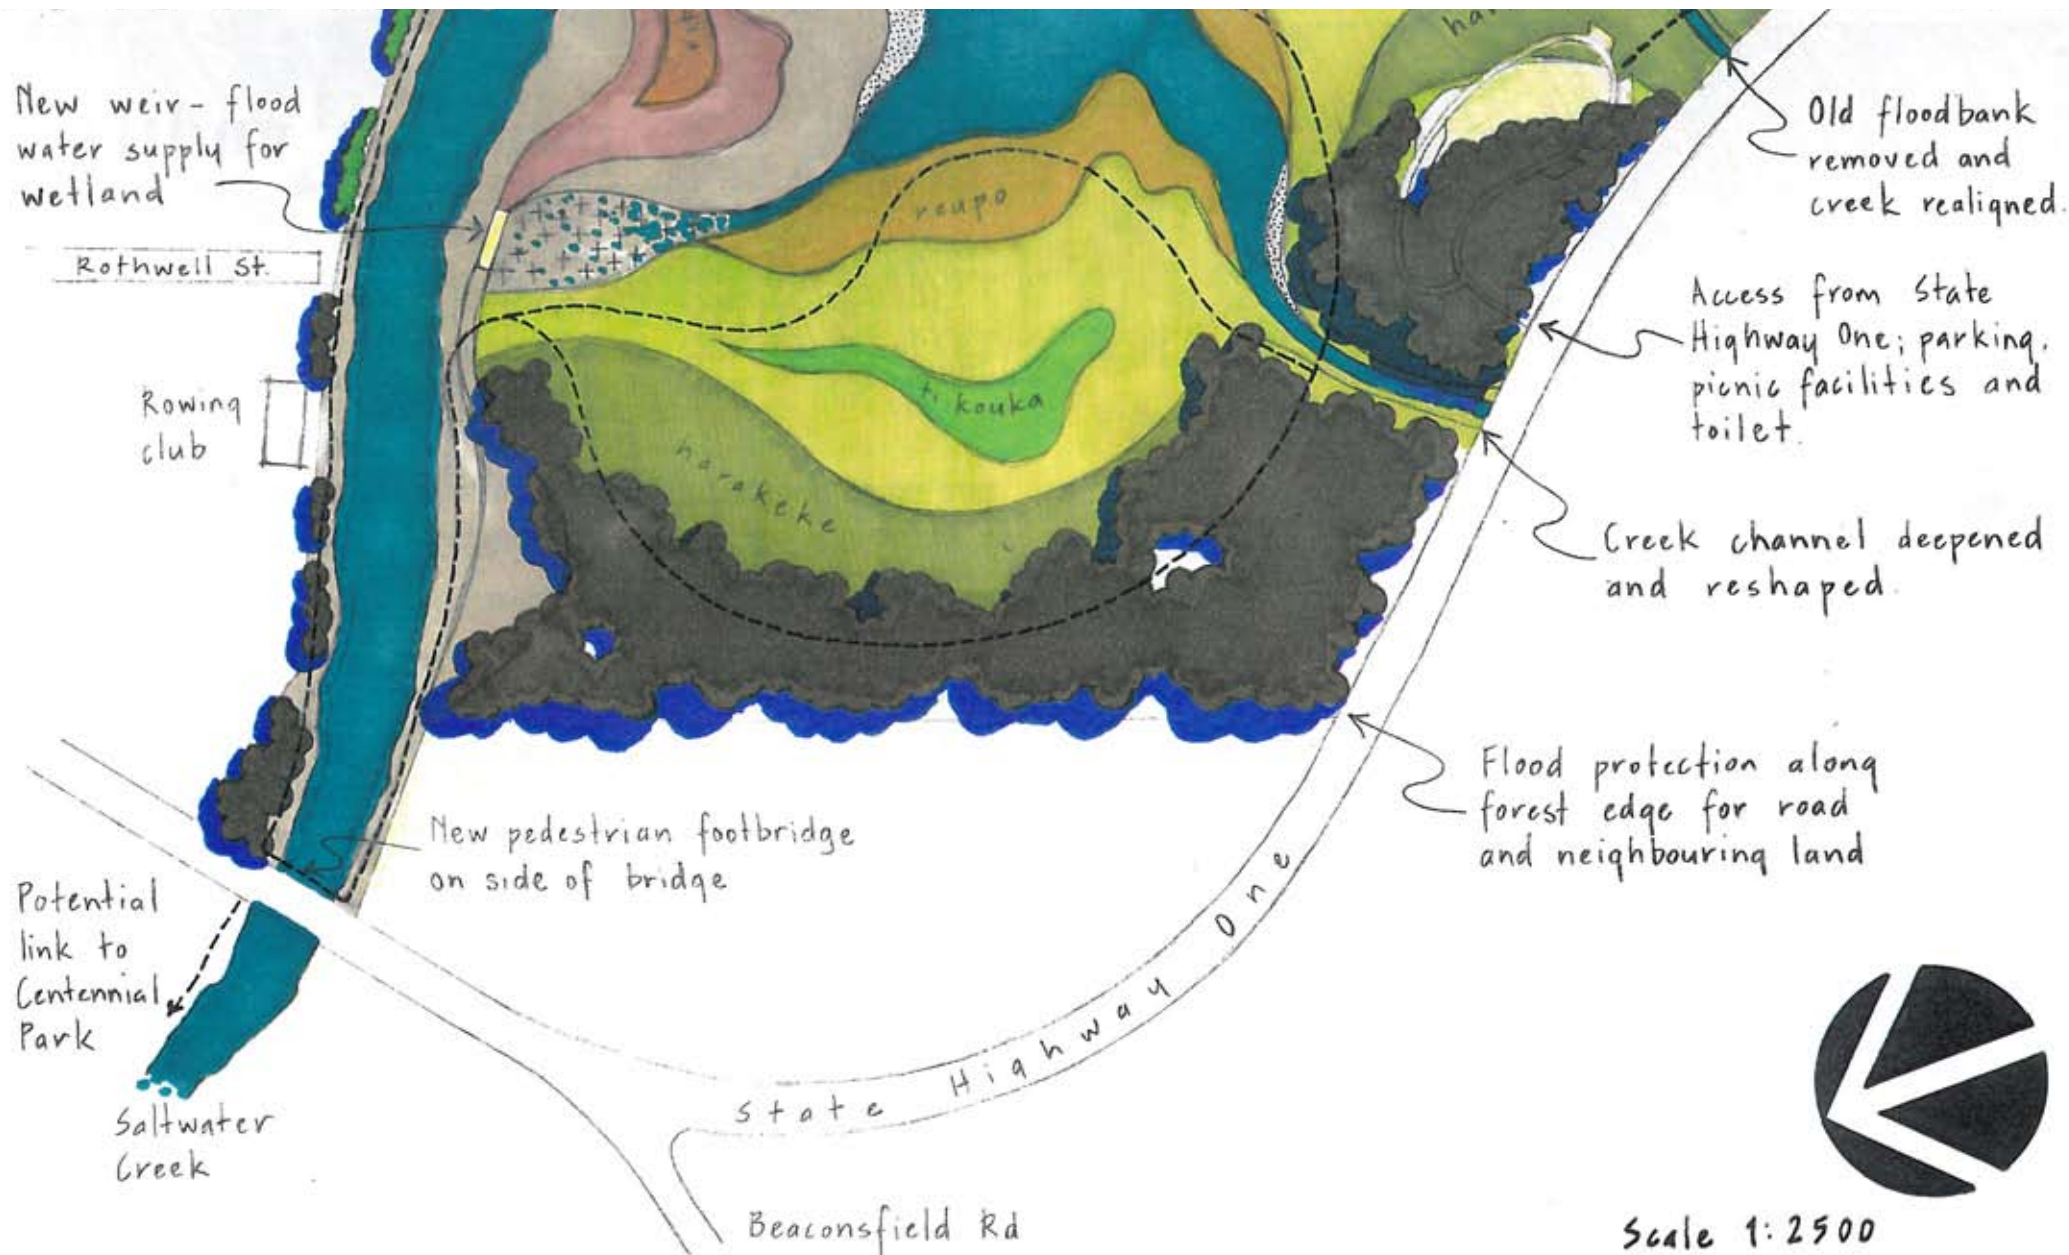 New weir - flood
water supply for
wetland
Rothwell St.
Rowing
club
raupo
ti kouka
harakeke
Old floodbank
removed and
creek realigned.
Access from State
Highway One; parking,
picnic facilities and
toilet.
Creek channel deepened
and reshaped.
Flood protection along
forest edge for road
and neighbouring land
New pedestrian footbridge
on side of bridge
Potential
link to
Centennial
Park
Saltwater
Creek
State Highway One
Beaconsfield Rd
Scale 1:2500